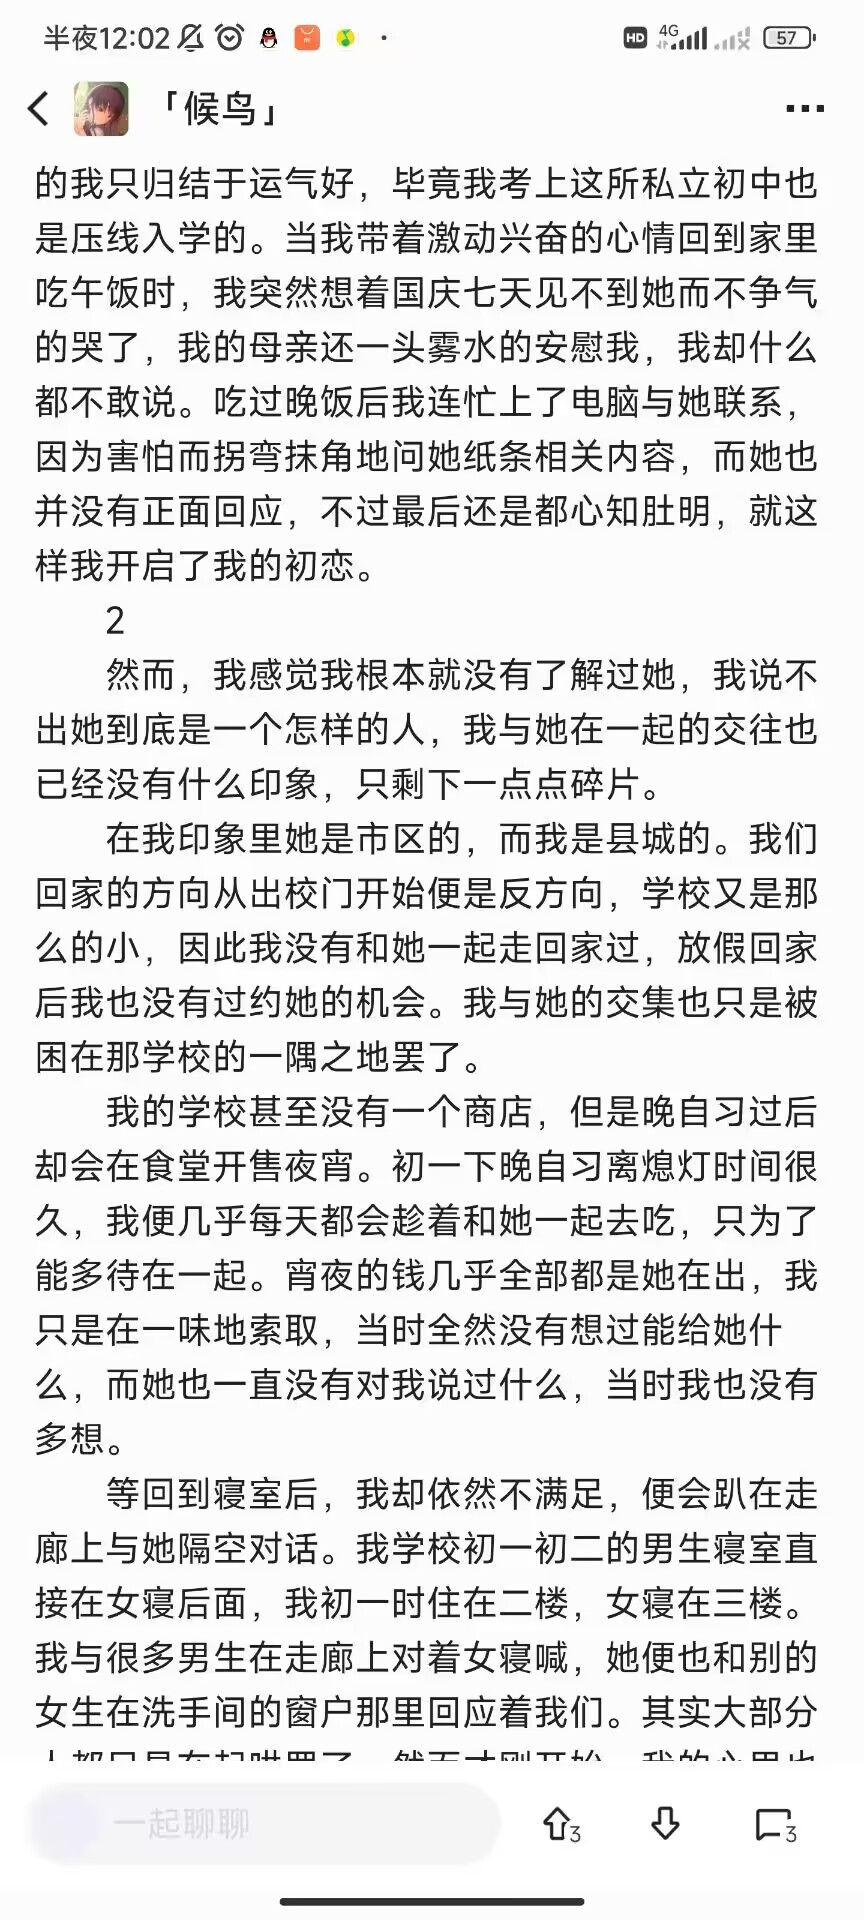 半夜12:02
HD 4G 57
「候鸟」
的我只归结于运气好，毕竟我考上这所私立初中也
是压线入学的。当我带着激动兴奋的心情回到家里
吃午饭时，我突然想着国庆七天见不到她而不争气
的哭了，我的母亲还一头雾水的安慰我，我却什么
都不敢说。吃过晚饭后我连忙上了电脑与她联系，
因为害怕而拐弯抹角地问她纸条相关内容，而她也
并没有正面回应，不过最后还是都心知肚明，就这
样我开启了我的初恋。
2
然而，我感觉我根本就没有了解过她，我说不
出她到底是一个怎样的人，我与她在一起的交往也
已经没有什么印象，只剩下一点点碎片。
在我印象里她是市区的，而我是县城的。我们
回家的方向从出校门开始便是反方向，学校又是那
么的小，因此我没有和她一起走回家过，放假回家
后我也没有过约她的机会。我与她的交集也只是被
困在那学校的一隅之地罢了。
我的学校甚至没有一个商店，但是晚自习过后
却会在食堂开售夜宵。初一下晚自习离熄灯时间很
久，我便几乎每天都会趁着和她一起去吃，只为了
能多待在一起。宵夜的钱几乎全部都是她在出，我
只是在一味地索取，当时全然没有想过能给她什
么，而她也一直没有对我说过什么，当时我也没有
多想。
等回到寝室后，我却依然不满足，便会趴在走
廊上与她隔空对话。我学校初一初二的男生寝室直
接在女寝后面，我初一时住在二楼，女寝在三楼。
我与很多男生在走廊上对着女寝喊，她便也和别的
女生在洗手间的窗户那里回应着我们。其实大部分
人都只是在起哄罢了，然而才刚开始，我的心里也
一起聊聊
3
3